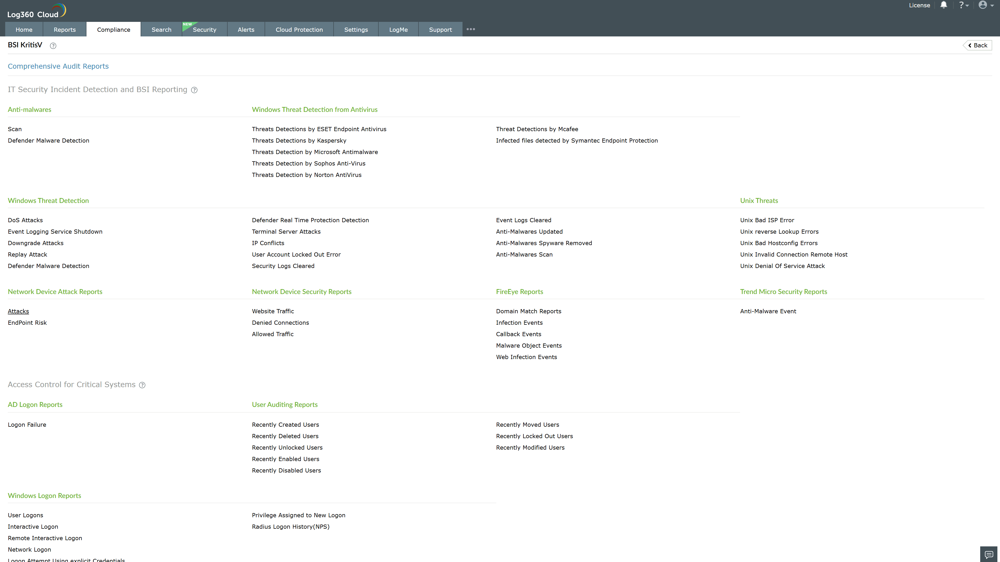 Log360 Cloud
License
?
Home
Reports
Compliance
Search
NEW
Security
Alerts
Cloud Protection
Settings
LogMe
Support
BSI KritisV ?
Back
Comprehensive Audit Reports
IT Security Incident Detection and BSI Reporting ?
Anti-malwares
Scan
Defender Malware Detection
Windows Threat Detection from Antivirus
Threats Detections by ESET Endpoint Antivirus
Threats Detections by Kaspersky
Threats Detection by Microsoft Antimalware
Threats Detection by Sophos Anti-Virus
Threats Detection by Norton AntiVirus
Threat Detections by Mcafee
Infected files detected by Symantec Endpoint Protection
Windows Threat Detection
DoS Attacks
Event Logging Service Shutdown
Downgrade Attacks
Replay Attack
Defender Malware Detection
Defender Real Time Protection Detection
Terminal Server Attacks
IP Conflicts
User Account Locked Out Error
Security Logs Cleared
Event Logs Cleared
Anti-Malwares Updated
Anti-Malwares Spyware Removed
Anti-Malwares Scan
Unix Threats
Unix Bad ISP Error
Unix reverse Lookup Errors
Unix Bad Hostconfig Errors
Unix Invalid Connection Remote Host
Unix Denial Of Service Attack
Network Device Attack Reports
Attacks
EndPoint Risk
Network Device Security Reports
Website Traffic
Denied Connections
Allowed Traffic
FireEye Reports
Domain Match Reports
Infection Events
Callback Events
Malware Object Events
Web Infection Events
Trend Micro Security Reports
Anti-Malware Event
Access Control for Critical Systems ?
AD Logon Reports
Logon Failure
User Auditing Reports
Recently Created Users
Recently Deleted Users
Recently Unlocked Users
Recently Enabled Users
Recently Disabled Users
Recently Moved Users
Recently Locked Out Users
Recently Modified Users
Windows Logon Reports
User Logons
Interactive Logon
Remote Interactive Logon
Network Logon
Logon Attempt Using explicit Credentials
Privilege Assigned to New Logon
Radius Logon History(NPS)